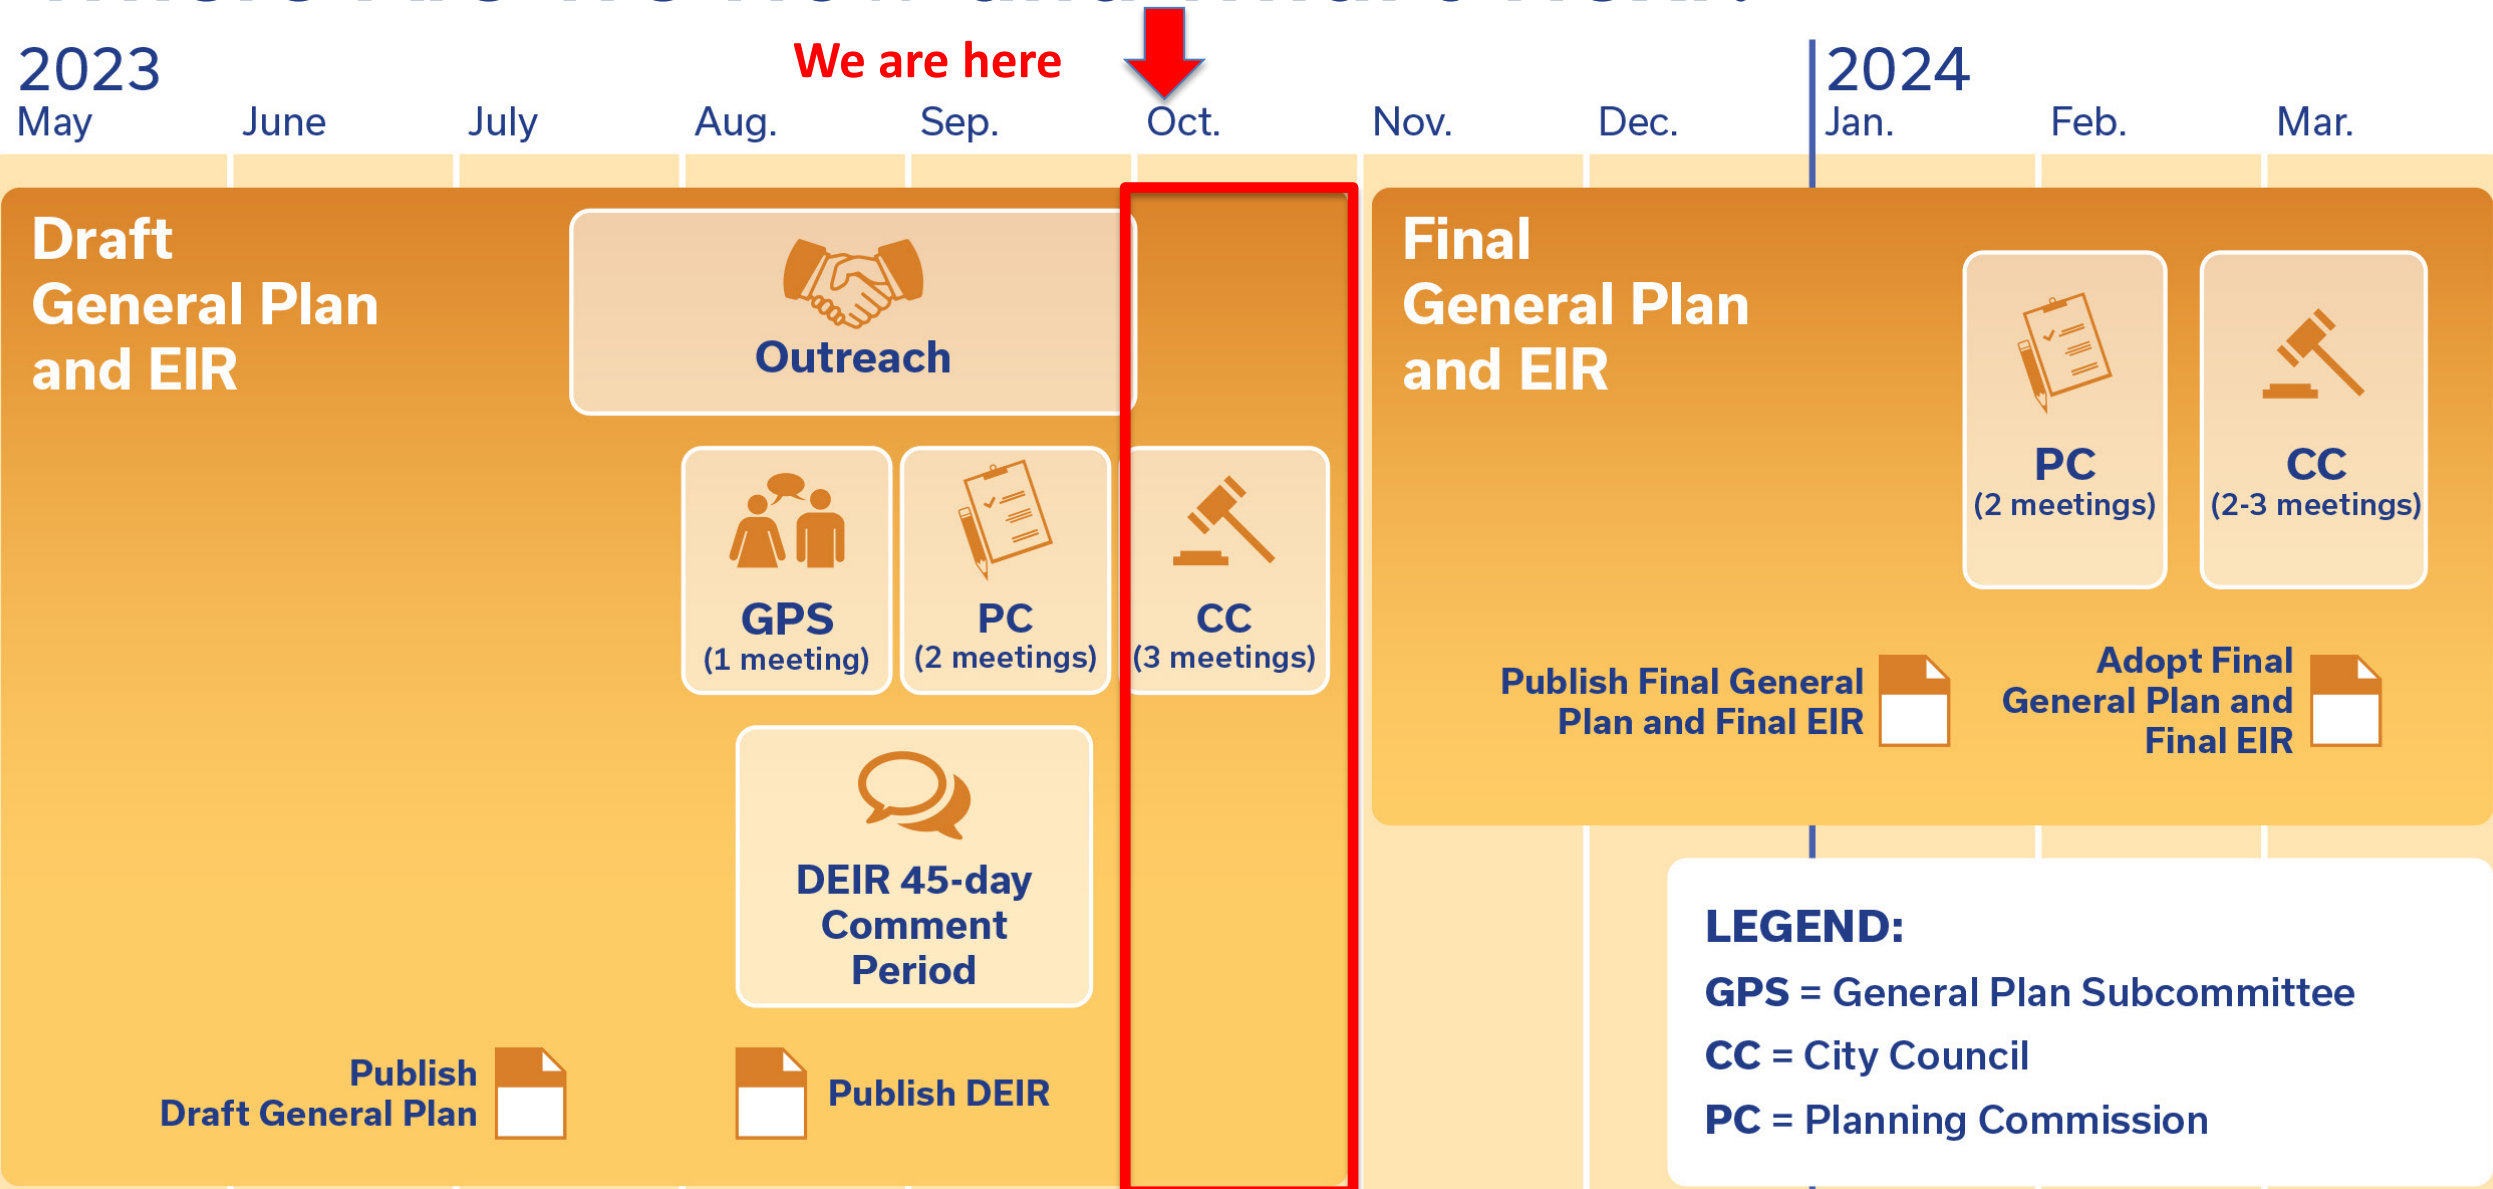 We are here
2023
2024
May
June
July
Aug.
Sep.
Oct.
Nov.
Dec.
Jan.
Feb.
Mar.
Draft
General Plan
and EIR
Outreach
GPS
(1 meeting)
PC
(2 meetings)
CC
(3 meetings)
DEIR 45-day
Comment
Period
Publish
Draft General Plan
Publish DEIR
Final
General Plan
and EIR
PC
(2 meetings)
CC
(2-3 meetings)
Publish Final General
Plan and Final EIR
Adopt Final
General Plan and
Final EIR
LEGEND:
GPS = General Plan Subcommittee
CC = City Council
PC = Planning Commission